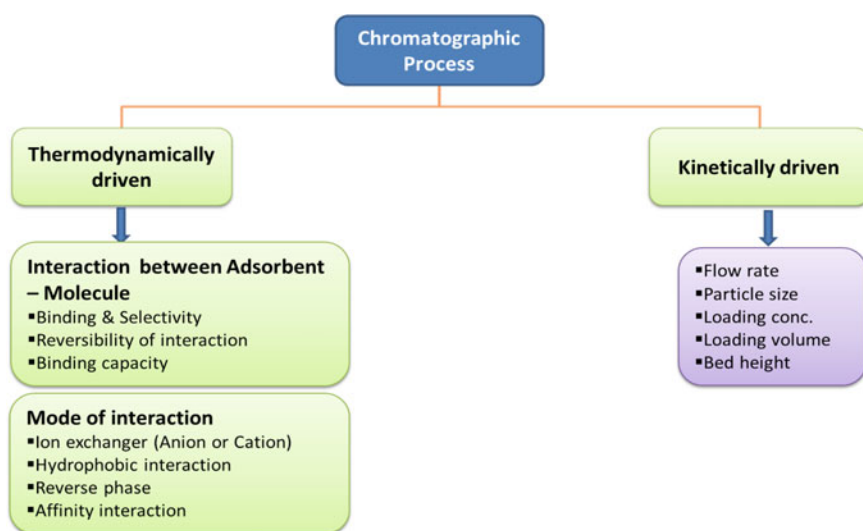 Chromatographic
Process
Thermodynamically
driven
Kinetically driven
Interaction between Adsorbent
– Molecule
▪Binding & Selectivity
▪Reversibility of interaction
▪Binding capacity
Mode of interaction
▪Ion exchanger (Anion or Cation)
▪Hydrophobic interaction
▪Reverse phase
▪Affinity interaction
▪Flow rate
▪Particle size
▪Loading conc.
▪Loading volume
▪Bed height